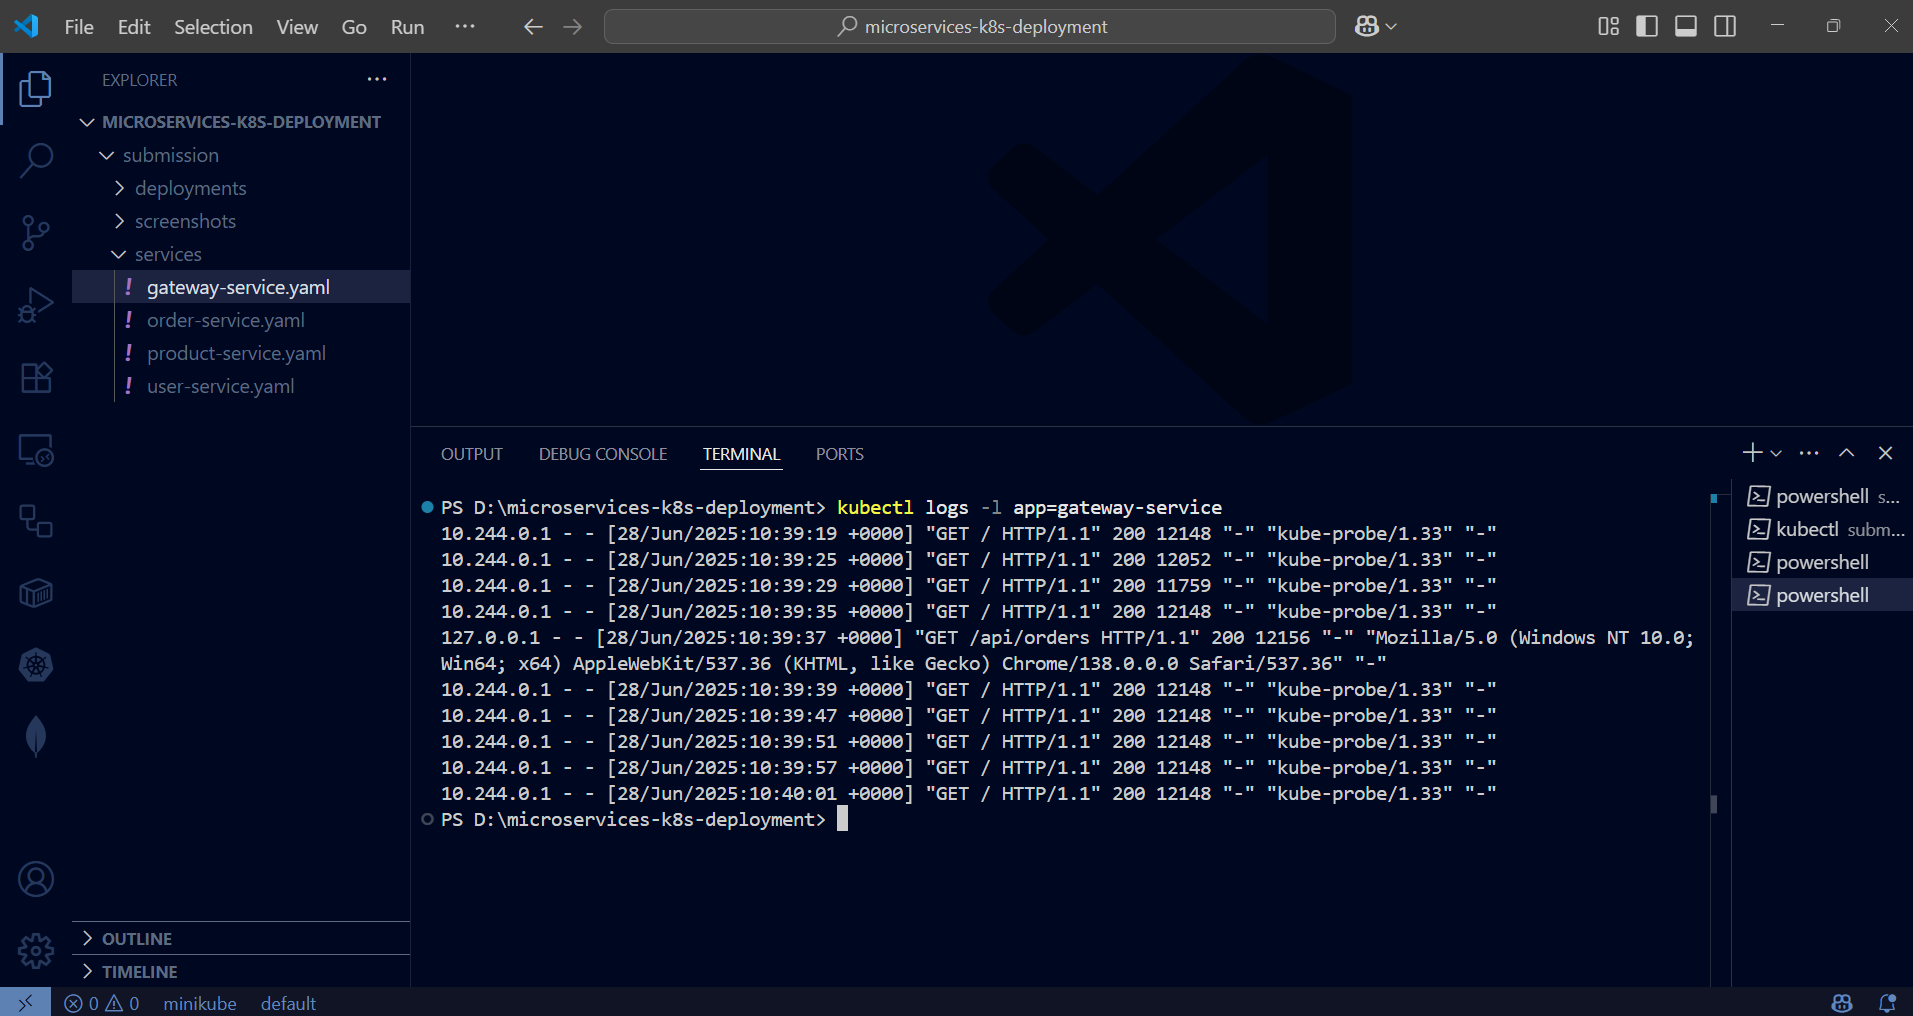 File Edit Selection View Go Run ···
microservices-k8s-deployment
EXPLORER
MICROSERVICES-K8S-DEPLOYMENT
submission
deployments
screenshots
services
! gateway-service.yaml
! order-service.yaml
! product-service.yaml
! user-service.yaml
OUTLINE
TIMELINE
OUTPUT DEBUG CONSOLE TERMINAL PORTS
PS D:\microservices-k8s-deployment> kubectl logs -l app=gateway-service
10.244.0.1 - - [28/Jun/2025:10:39:19 +0000] "GET / HTTP/1.1" 200 12148 "-" "kube-probe/1.33" "-"
10.244.0.1 - - [28/Jun/2025:10:39:25 +0000] "GET / HTTP/1.1" 200 12052 "-" "kube-probe/1.33" "-"
10.244.0.1 - - [28/Jun/2025:10:39:29 +0000] "GET / HTTP/1.1" 200 11759 "-" "kube-probe/1.33" "-"
10.244.0.1 - - [28/Jun/2025:10:39:35 +0000] "GET / HTTP/1.1" 200 12148 "-" "kube-probe/1.33" "-"
127.0.0.1 - - [28/Jun/2025:10:39:37 +0000] "GET /api/orders HTTP/1.1" 200 12156 "-" "Mozilla/5.0 (Windows NT 10.0;
Win64; x64) AppleWebKit/537.36 (KHTML, like Gecko) Chrome/138.0.0.0 Safari/537.36" "-"
10.244.0.1 - - [28/Jun/2025:10:39:39 +0000] "GET / HTTP/1.1" 200 12148 "-" "kube-probe/1.33" "-"
10.244.0.1 - - [28/Jun/2025:10:39:47 +0000] "GET / HTTP/1.1" 200 12148 "-" "kube-probe/1.33" "-"
10.244.0.1 - - [28/Jun/2025:10:39:51 +0000] "GET / HTTP/1.1" 200 12148 "-" "kube-probe/1.33" "-"
10.244.0.1 - - [28/Jun/2025:10:39:57 +0000] "GET / HTTP/1.1" 200 12148 "-" "kube-probe/1.33" "-"
10.244.0.1 - - [28/Jun/2025:10:40:01 +0000] "GET / HTTP/1.1" 200 12148 "-" "kube-probe/1.33" "-"
PS D:\microservices-k8s-deployment>
powershell s...
kubectl subm...
powershell
powershell
0 0 minikube default